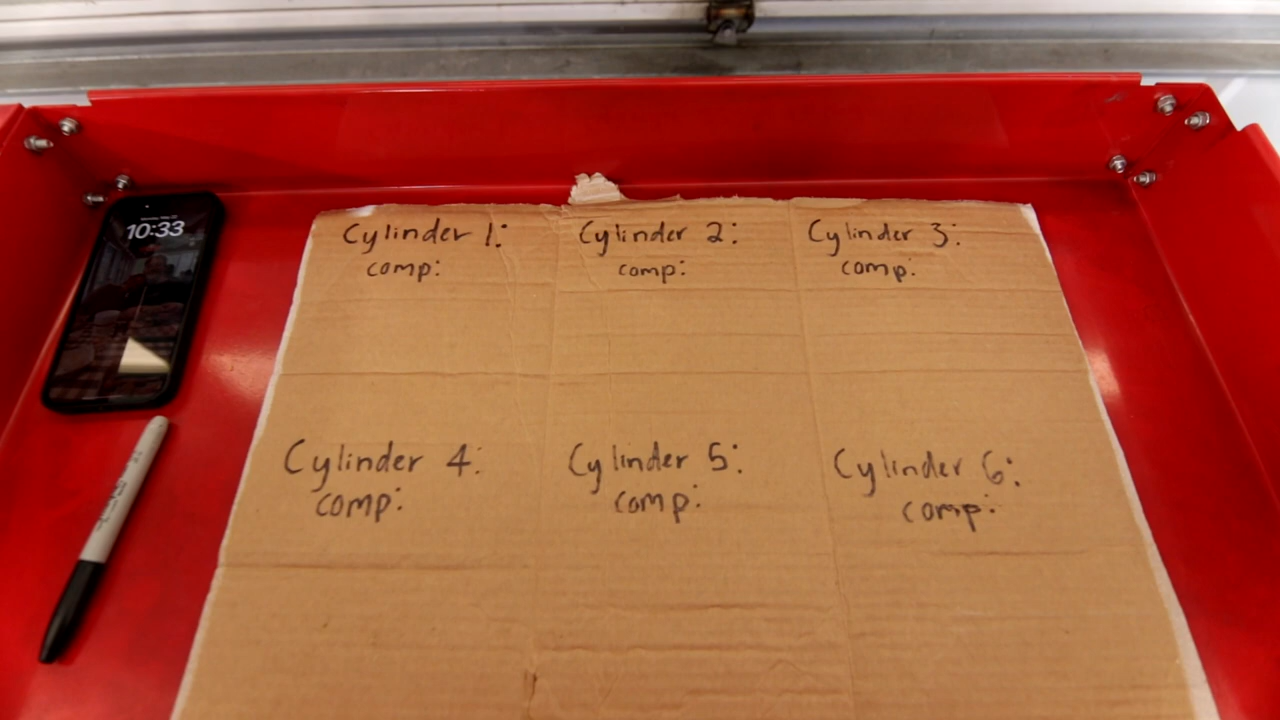 10:33
Cylinder 1:
comp:
Cylinder 2:
comp:
Cylinder 3:
comp:
Cylinder 4:
comp:
Cylinder 5:
comp:
Cylinder 6:
comp: